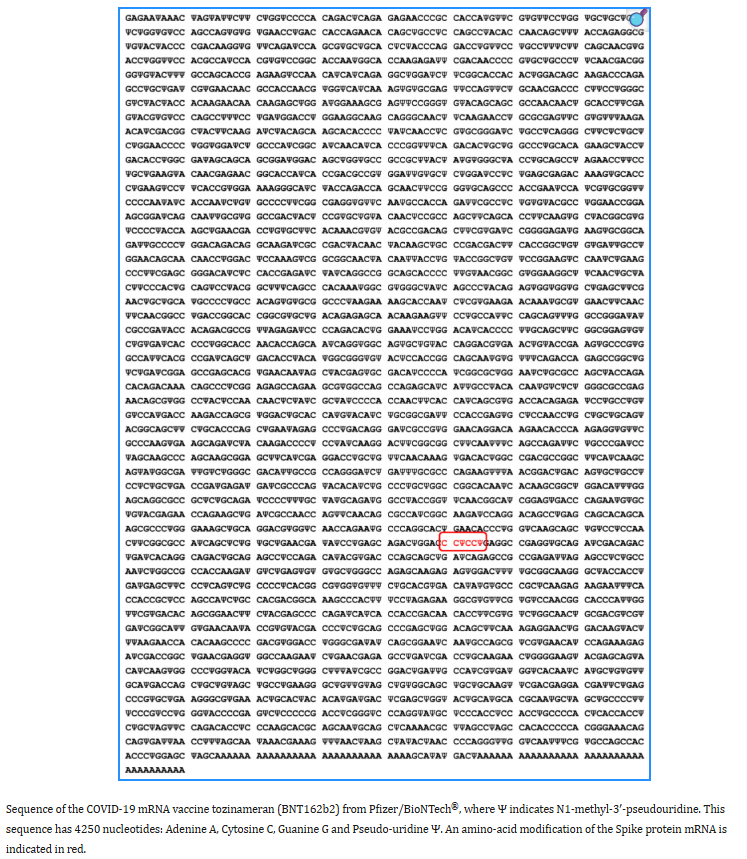 GAGAAΨAAAC ΨAGΨAΨΨCΨΨ CΨGGΨCCCCA CAGACΨCAGA GAGAACCCGC CACCAΨGΨΨC GΨGΨΨCCΨGG
ΨCΨGGΨGΨCC AGCCAGΨGΨG ΨGAACCΨGAC CACCAGAACA CAGCΨGCCΨC CAGCCΨACAC CAACAGCΨΨΨ ACCAGAGGCG
ΨGΨACΨACCC CGACAAGGΨG ΨΨCAGAΨCCA GCGΨGCΨGCA CΨCΨACCCAG GACCΨGΨΨCC ΨGCCΨΨΨCΨΨ CAGCAACGΨG
ACCΨGGΨΨCC ACGCCAΨCCA CGΨGΨCCGGC ACCAAΨGGCA CCAAGAGAΨΨ CGACAACCCC GΨGCΨGCCCΨ ΨCAACGACGG
GGΨGΨACΨΨΨ GCCAGCACCG AGAAGΨCCAA CAΨCAΨCAGA GGCΨGGAΨCΨ ΨCGGCACCAC ACΨGGACAGC AAGACCCAGA
GCCΨGCΨGAΨ CGΨGAACAAC GCCACCAACG ΨGGΨCAΨCAA AGΨGΨGCGAG ΨΨCCAGΨΨCΨ GCAACGACCC CΨΨCCΨGGGC
GΨCΨACΨACC ACAAGAACAA CAAGAGCΨGG AΨGGAAAGCG AGΨΨCCGGGΨ GΨACAGCAGC GCCAACAACΨ GCACCΨΨCGA
GΨACGΨGΨCC CAGCCΨΨΨCC ΨGAΨGGACCΨ GGAAGGCAAG CAGGGCAACΨ ΨCAAGAACCΨ GCGCGAGΨΨC GΨGΨΨΨAAGA
ACAΨCGACGG CΨACΨΨCAAG AΨCΨACAGCA AGCACACCCC ΨAΨCAACCΨC GΨGCGGGAΨC ΨGCCΨCAGGG CΨΨCΨCΨGCΨ
CΨGGAACCCC ΨGGΨGGAΨCΨ GCCCAΨCGGC AΨCAACAΨCA CCCGGΨΨΨCA GACACΨGCΨG GCCCΨGCACA GAAGCΨACCΨ
GACACCΨGGC GAΨAGCAGCA GCGGAΨGGAC AGCΨGGΨGCC GCCGCΨΨACΨ AΨGΨGGGCΨA CCΨGCAGCCΨ AGAACCΨΨCC
ΨGCΨGAAGΨA CAACGAGAAC GGCACCAΨCA CCGACGCCGΨ GGAΨΨGΨGCΨ CΨGGAΨCCΨC ΨGAGCGAGAC AAAGΨGCACC
CΨGAAGΨCCΨ ΨCACCGΨGGA AAAGGGCAΨC ΨACCAGACCA GCAACΨΨCCG GGΨGCAGCCC ACCGAAΨCCA ΨCGΨGCGGΨΨ
CCCCAAΨAΨC ACCAAΨCΨGΨ GCCCCΨΨCGG CGAGGΨGΨΨC AAΨGCCACCA GAΨΨCGCCΨC ΨGΨGΨACGCC ΨGGAACCGGA
AGCGGAΨCAG CAAΨΨGCGΨG GCCGACΨACΨ CCGΨGCΨGΨA CAACΨCCGCC AGCΨΨCAGCA CCΨΨCAAGΨG CΨACGGCGΨG
ΨCCCCΨACCA AGCΨGAACGA CCΨGΨGCΨΨC ACAAACGΨGΨ ACGCCGACAG CΨΨCGΨGAΨC CGGGGAGAΨG AAGΨGCGGCA
GAΨΨGCCCCΨ GGACAGACAG GCAAGAΨCGC CGACΨACAAC ΨACAAGCΨGC CCGACGACΨΨ CACCGGCΨGΨ GΨGAΨΨGCCΨ
GGAACAGCAA CAACCΨGGAC ΨCCAAAGΨCG GCGGCAACΨA CAAΨΨACCΨG ΨACCGGCΨGΨ ΨCCGGAAGΨC CAAΨCΨGAAG
CCCΨΨCGAGC GGGACAΨCΨC CACCGAGAΨC ΨAΨCAGGCCG GCAGCACCCC ΨΨGΨAACGGC GΨGGAAGGCΨ ΨCAACΨGCΨA
CΨΨCCCACΨG CAGΨCCΨACG GCΨΨΨCAGCC CACAAAΨGGC GΨGGGCΨAΨC AGCCCΨACAG AGΨGGΨGGΨG CΨGAGCΨΨCG
AACΨGCΨGCA ΨGCCCCΨGCC ACAGΨGΨGCG GCCCΨAAGAA AAGCACCAAΨ CΨCGΨGAAGA ACAAAΨGCGΨ GAACΨΨCAAC
ΨΨCAACGGCC ΨGACCGGCAC CGGCGΨGCΨG ACAGAGAGCA ACAAGAAGΨΨ CCΨGCCAΨΨC CAGCAGΨΨΨG GCCGGGAΨAΨ
CGCCGAΨACC ACAGACGCCG ΨΨAGAGAΨCC CCAGACACΨG GAAAΨCCΨGG ACAΨCACCCC ΨΨGCAGCΨΨC GGCGGAGΨGΨ
CΨGΨGAΨCAC CCCΨGGCACC AACACCAGCA AΨCAGGΨGGC AGΨGCΨGΨAC CAGGACGΨGA ACΨGΨACCGA AGΨGCCCGΨG
GCCAΨΨCACG CCGAΨCAGCΨ GACACCΨACA ΨGGCGGGΨGΨ ACΨCCACCGG CAGCAAΨGΨG ΨΨΨCAGACCA GAGCCGGCΨG
ΨCΨGAΨCGGA GCCGAGCACG ΨGAACAAΨAG CΨACGAGΨGC GACAΨCCCCA ΨCGGCGCΨGG AAΨCΨGCGCC AGCΨACCAGA
CACAGACAAA CAGCCCΨCGG AGAGCCAGAA GCGΨGGCCAG CCAGAGCAΨC AΨΨGCCΨACA CAAΨGΨCΨCΨ GGGCGCCGAG
AACAGCGΨGG CCΨACΨCCAA CAACΨCΨAΨC GCΨAΨCCCCA CCAACΨΨCAC CAΨCAGCGΨG ACCACAGAGA ΨCCΨGCCΨGΨ
GΨCCAΨGACC AAGACCAGCG ΨGGACΨGCAC CAΨGΨACAΨC ΨGCGGCGAΨΨ CCACCGAGΨG CΨCCAACCΨG CΨGCΨGCAGΨ
ACGGCAGCΨΨ CΨGCACCCAG CΨGAAΨAGAG CCCΨGACAGG GAΨCGCCGΨG GAACAGGACA AGAACACCCA AGAGGΨGΨΨC
GCCCAAGΨGA AGCAGAΨCΨA CAAGACCCCΨ CCΨAΨCAAGG ACΨΨCGGCGG CΨΨCAAΨΨΨC AGCCAGAΨΨC ΨGCCCGAΨCC
ΨAGCAAGCCC AGCAAGCGGA GCΨΨCAΨCGA GGACCΨGCΨG ΨΨCAACAAAG ΨGACACΨGGC CGACGCCGGC ΨΨCAΨCAAGC
AGΨAΨGGCGA ΨΨGΨCΨGGGC GACAΨΨGCCG CCAGGGAΨCΨ GAΨΨΨGCGCC CAGAAGΨΨΨA ACGGACΨGAC AGΨGCΨGCCΨ
CCΨCΨGCΨGA CCGAΨGAGAΨ GAΨCGCCCAG ΨACACAΨCΨG CCCΨGCΨGGC CGGCACAAΨC ACAAGCGGCΨ GGACAΨΨΨGG
AGCAGGCGCC GCΨCΨGCAGA ΨCCCCΨΨΨGC ΨAΨGCAGAΨG GCCΨACCGGΨ ΨCAACGGCAΨ CGGAGΨGACC CAGAAΨGΨGC
ΨGΨACGAGAA CCAGAAGCΨG AΨCGCCAACC AGΨΨCAACAG CGCCAΨCGGC AAGAΨCCAGG ACAGCCΨGAG CAGCACAGCA
AGCGCCCΨGG GAAAGCΨGCA GGACGΨGGΨC AACCAGAAΨG CCCAGGCACΨ GAACACCCΨG GΨCAAGCAGC ΨGΨCCΨCCAA
CΨΨCGGCGCC AΨCAGCΨCΨG ΨGCΨGAACGA ΨAΨCCΨGAGC AGACΨGGACC CΨCCΨGAGGC CGAGGΨGCAG AΨCGACAGAC
ΨGAΨCACAGG CAGACΨGCAG AGCCΨCCAGA CAΨACGΨGAC CCAGCAGCΨG AΨCAGAGCCG CCGAGAΨΨAG AGCCΨCΨGCC
AAΨCΨGGCCG CCACCAAGAΨ GΨCΨGAGΨGΨ GΨGCΨGGGCC AGAGCAAGAG AGΨGGACΨΨΨ ΨGCGGCAAGG GCΨACCACCΨ
GAΨGAGCΨΨC CCΨCAGΨCΨG CCCCΨCACGG CGΨGGΨGΨΨΨ CΨGCACGΨGA CAΨAΨGΨGCC CGCΨCAAGAG AAGAAΨΨΨCA
CCACCGCΨCC AGCCAΨCΨGC CACGACGGCA AAGCCCACΨΨ ΨCCΨAGAGAA GGCGΨGΨΨCG ΨGΨCCAACGG CACCCAΨΨGG
ΨΨCGΨGACAC AGCGGAACΨΨ CΨACGAGCCC CAGAΨCAΨCA CCACCGACAA CACCΨΨCGΨG ΨCΨGGCAACΨ GCGACGΨCGΨ
GAΨCGGCAΨΨ GΨGAACAAΨA CCGΨGΨACGA CCCΨCΨGCAG CCCGAGCΨGG ACAGCΨΨCAA AGAGGAACΨG GACAAGΨACΨ
ΨΨAAGAACCA CACAAGCCCC GACGΨGGACC ΨGGGCGAΨAΨ CAGCGGAAΨC AAΨGCCAGCG ΨCGΨGAACAΨ CCAGAAAGAG
AΨCGACCGGC ΨGAACGAGGΨ GGCCAAGAAΨ CΨGAACGAGA GCCΨGAΨCGA CCΨGCAAGAA CΨGGGGAAGΨ ACGAGCAGΨA
CAΨCAAGΨGG CCCΨGGΨACA ΨCΨGGCΨGGG CΨΨΨAΨCGCC GGACΨGAΨΨG CCAΨCGΨGAΨ GGΨCACAAΨC AΨGCΨGΨGΨΨ
GCAΨGACCAG CΨGCΨGΨAGC ΨGCCΨGAAGG GCΨGΨΨGΨAG CΨGΨGGCAGC ΨGCΨGCAAGΨ ΨCGACGAGGA CGAΨΨCΨGAG
CCCGΨGCΨGA AGGGCGΨGAA ACΨGCACΨAC ACAΨGAΨGAC ΨCGAGCΨGGΨ ACΨGCAΨGCA CGCAAΨGCΨA GCΨGCCCCΨΨ
ΨCCCGΨCCΨG GGΨACCCCGA GΨCΨCCCCCG ACCΨCGGGΨC CCAGGΨAΨGC ΨCCCACCΨCC ACCΨGCCCCA CΨCACCACCΨ
CΨGCΨAGΨΨC CAGACACCΨC CCAAGCACGC AGCAAΨGCAG CΨCAAAACGC ΨΨAGCCΨAGC CACACCCCCA CGGGAAACAG
CAGΨGAΨΨAA CCΨΨΨAGCAA ΨAAACGAAAG ΨΨΨAACΨAAG CΨAΨACΨAAC CCCAGGGΨΨG GΨCAAΨΨΨCG ΨGCCAGCCAC
ACCCΨGGAGC ΨAGCAAAAAA AAAAAAAAAA AAAAAAAAAA AAAAGCAΨAΨ GACΨAAAAAA AAAAAAAAAA AAAAAAAAAA
AAAAAAAAAA
Sequence of the COVID-19 mRNA vaccine tozinameran (BNT162b2) from Pfizer/BioNTech®, where Ψ indicates N1-methyl-3′-pseudouridine. This
sequence has 4250 nucleotides: Adenine A, Cytosine C, Guanine G and Pseudo-uridine Ψ. An amino-acid modification of the Spike protein mRNA is
indicated in red.